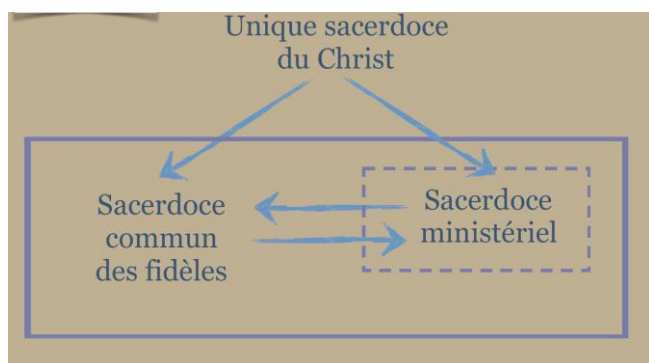 Unique sacerdoce
du Christ
Sacerdoce
commun
des fidèles
Sacerdoce
ministériel